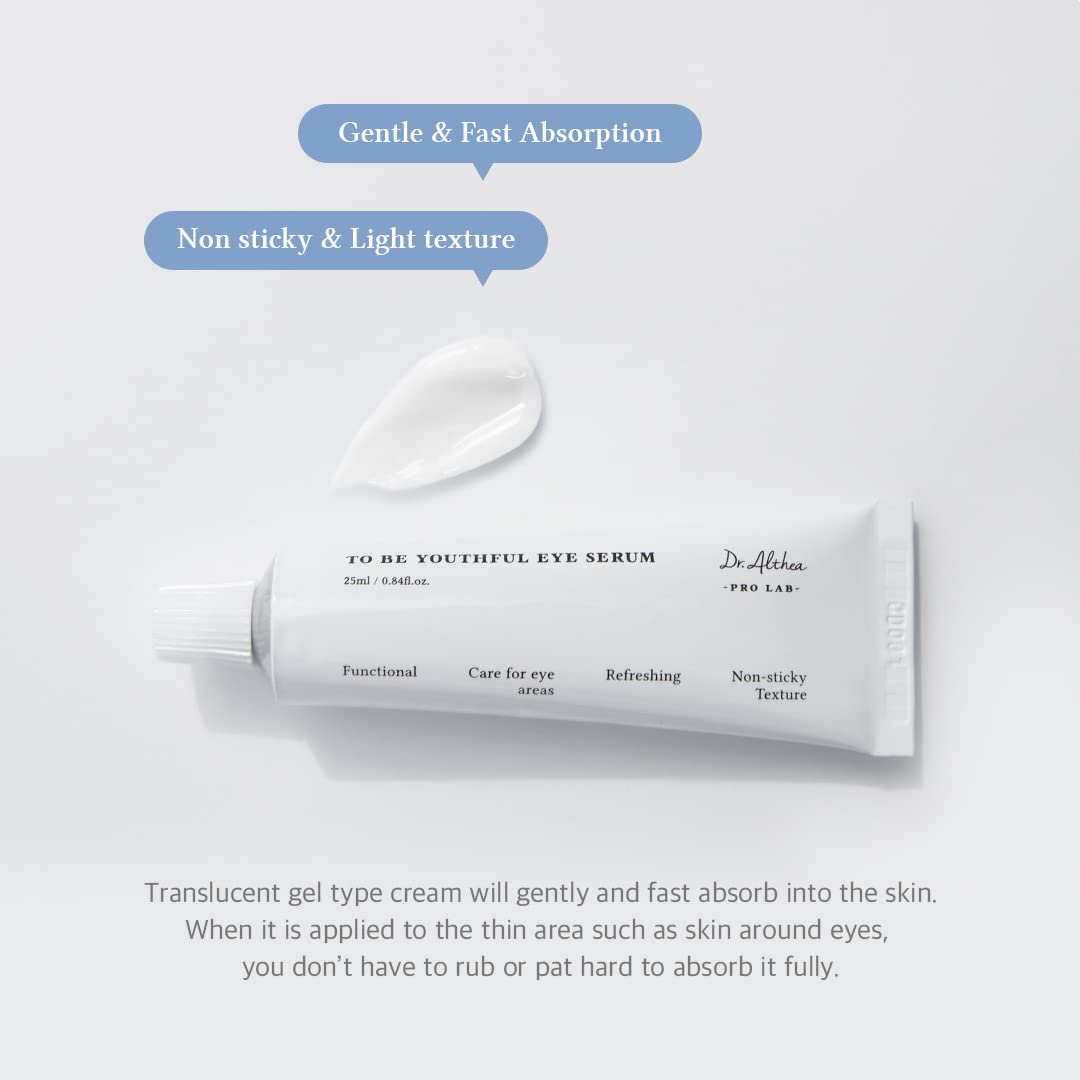 Gentle & Fast Absorption
Non sticky & Light texture
TO BE YOUTHFUL EYE SERUM
25ml / 0.84fl.oz.
Dr. Althea
-PRO LAB-
Functional
Care for eye
areas
Refreshing
Non-sticky
Texture
Translucent gel type cream will gently and fast absorb into the skin.
When it is applied to the thin area such as skin around eyes,
you don't have to rub or pat hard to absorb it fully.